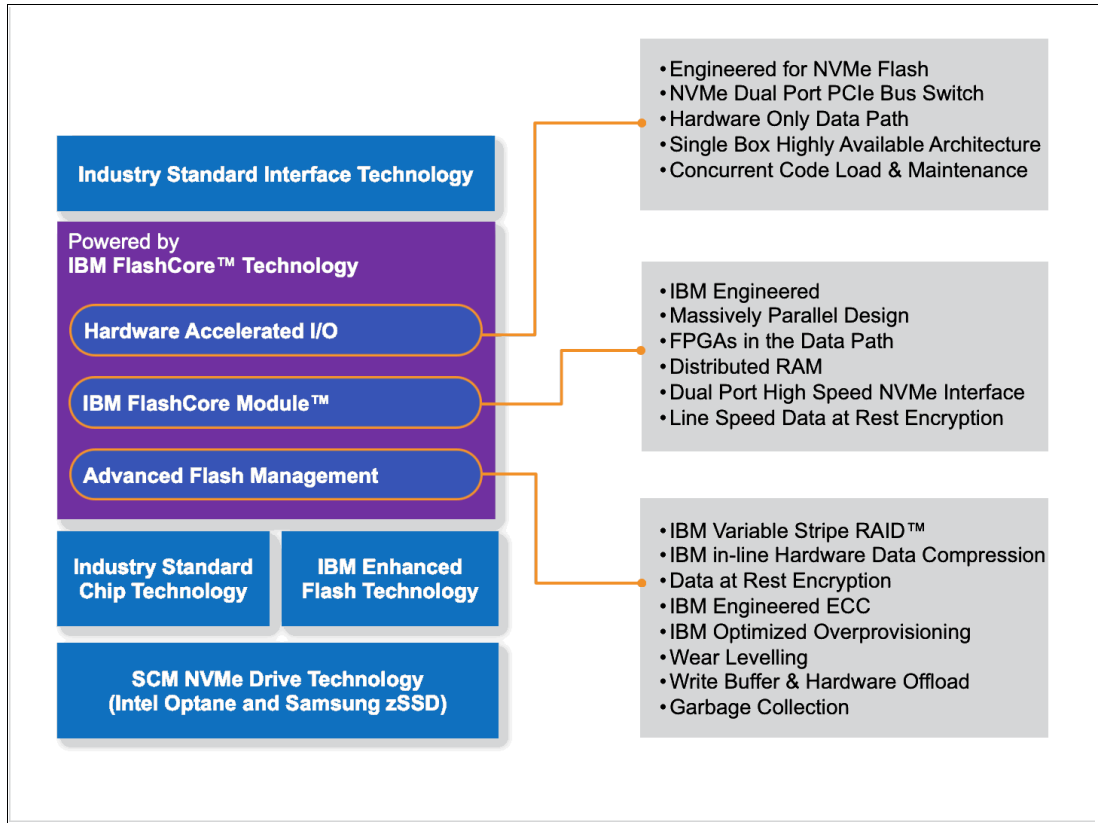 Industry Standard Interface Technology
Powered by
IBM FlashCore™ Technology
Hardware Accelerated I/O
IBM FlashCore Module™
Advanced Flash Management
Industry Standard
Chip Technology
IBM Enhanced
Flash Technology
SCM NVMe Drive Technology
(Intel Optane and Samsung zSSD)
•Engineered for NVMe Flash
•NVMe Dual Port PCIe Bus Switch
•Hardware Only Data Path
•Single Box Highly Available Architecture
•Concurrent Code Load & Maintenance
•IBM Engineered
•Massively Parallel Design
•FPGAs in the Data Path
•Distributed RAM
•Dual Port High Speed NVMe Interface
•Line Speed Data at Rest Encryption
•IBM Variable Stripe RAID™
•IBM in-line Hardware Data Compression
•Data at Rest Encryption
•IBM Engineered ECC
•IBM Optimized Overprovisioning
•Wear Levelling
•Write Buffer & Hardware Offload
•Garbage Collection